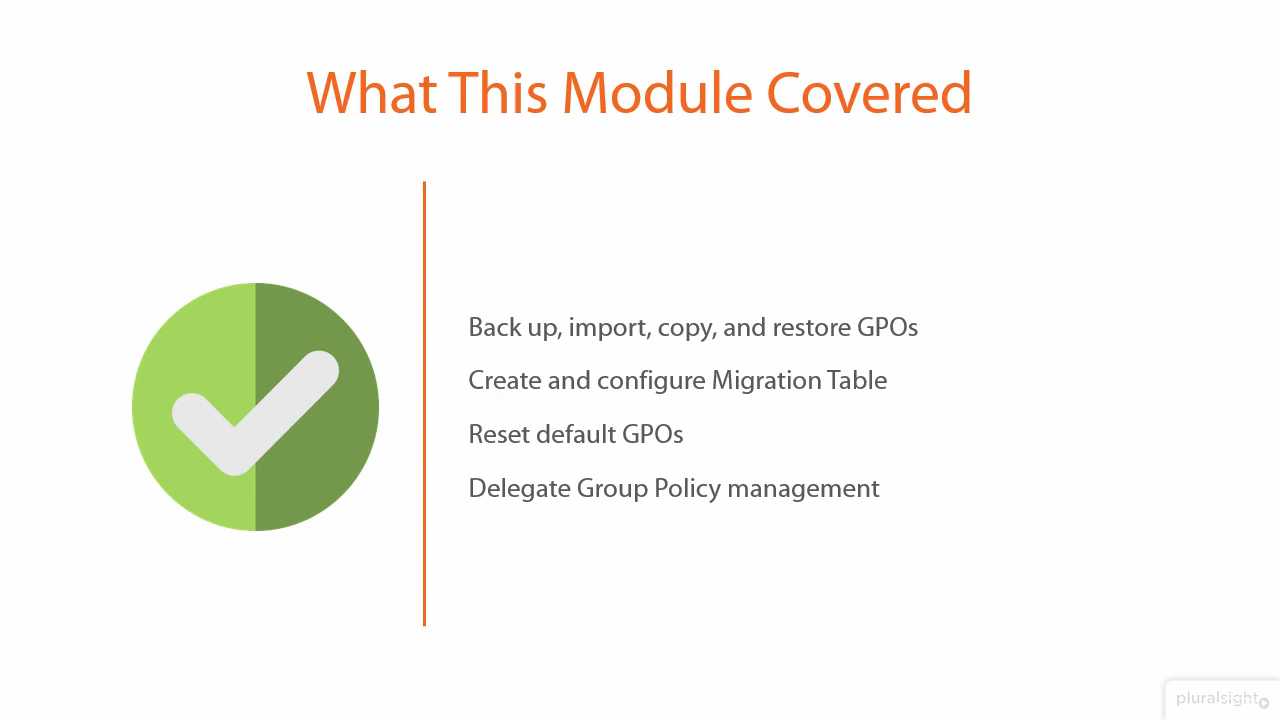 What This Module Covered
Back up, import, copy, and restore GPOs
Create and configure Migration Table
Reset default GPOs
Delegate Group Policy management
pluralsight